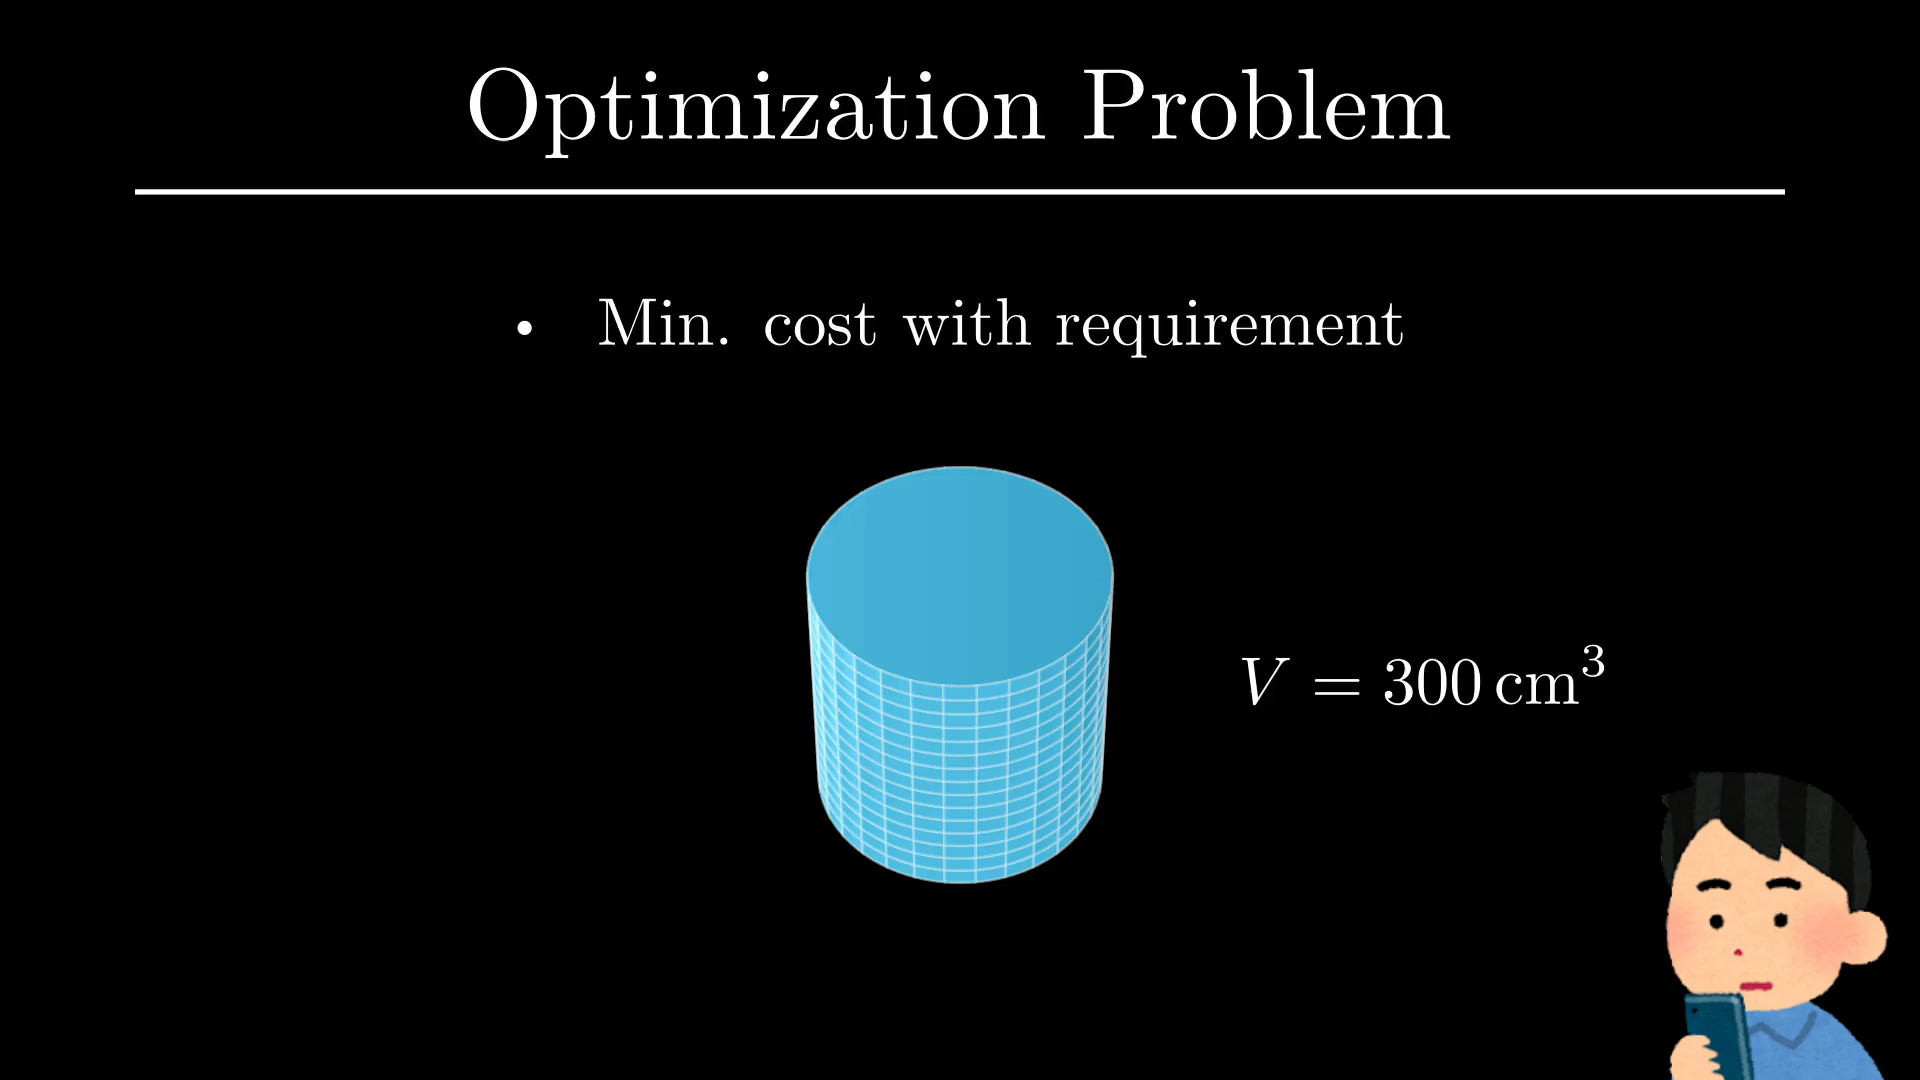 Optimization Problem
• Min. cost with requirement
V = 300 cm³